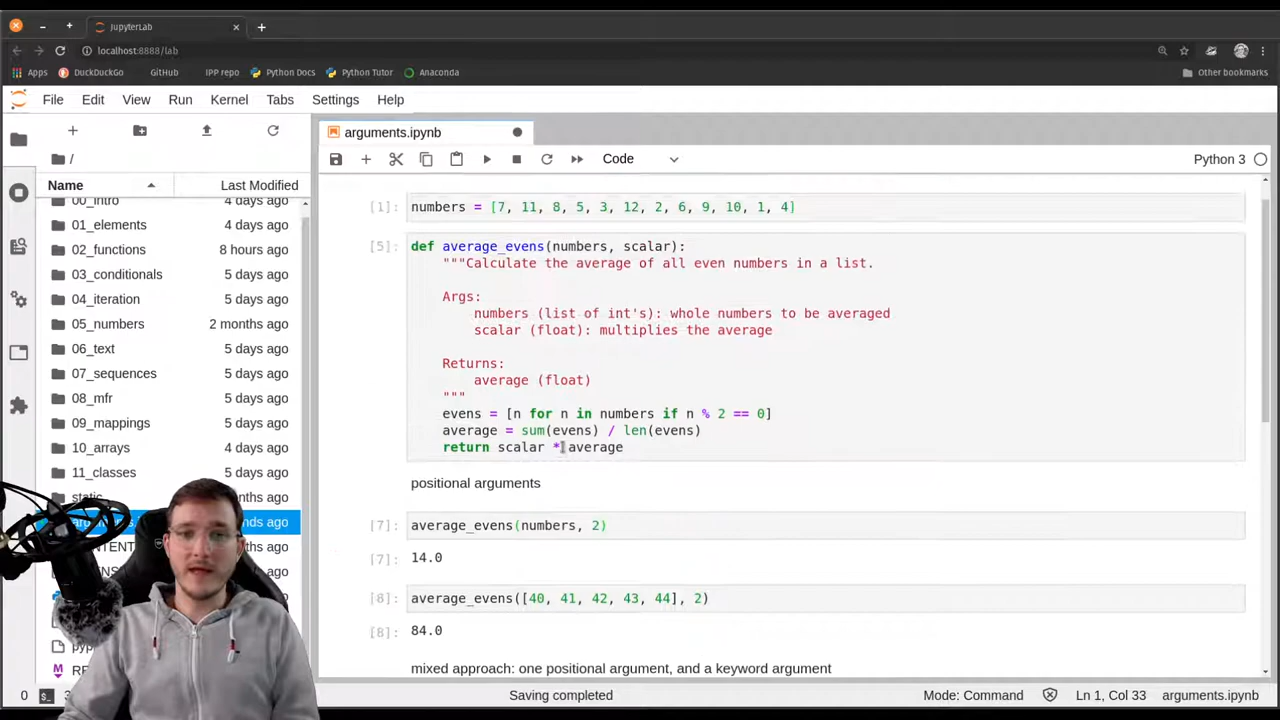 JupyterLab
localhost:8888/lab
Apps DuckDuckGo GitHub IPP repo Python Docs Python Tutor Anaconda Other bookmarks
File Edit View Run Kernel Tabs Settings Help
arguments.ipynb
/
Code Python 3
Name Last Modified
00_intro 4 days ago
01_elements 4 days ago
02_functions 8 hours ago
03_conditionals 5 days ago
04_iteration 5 days ago
05_numbers 2 months ago
06_text 5 days ago
07_sequences 5 days ago
08_mfr 5 days ago
09_mappings 5 days ago
10_arrays 5 days ago
11_classes 5 days ago
static ago
ago
ago
ago
[1]: numbers = [7, 11, 8, 5, 3, 12, 2, 6, 9, 10, 1, 4]
[5]: def average_evens(numbers, scalar):
"""Calculate the average of all even numbers in a list.
Args:
numbers (list of int's): whole numbers to be averaged
scalar (float): multiplies the average
Returns:
average (float)
"""
evens = [n for n in numbers if n % 2 == 0]
average = sum(evens) / len(evens)
return scalar * average
positional arguments
[7]: average_evens(numbers, 2)
[7]: 14.0
[8]: average_evens([40, 41, 42, 43, 44], 2)
[8]: 84.0
mixed approach: one positional argument, and a keyword argument
0 Saving completed Mode: Command Ln 1, Col 33 arguments.ipynb